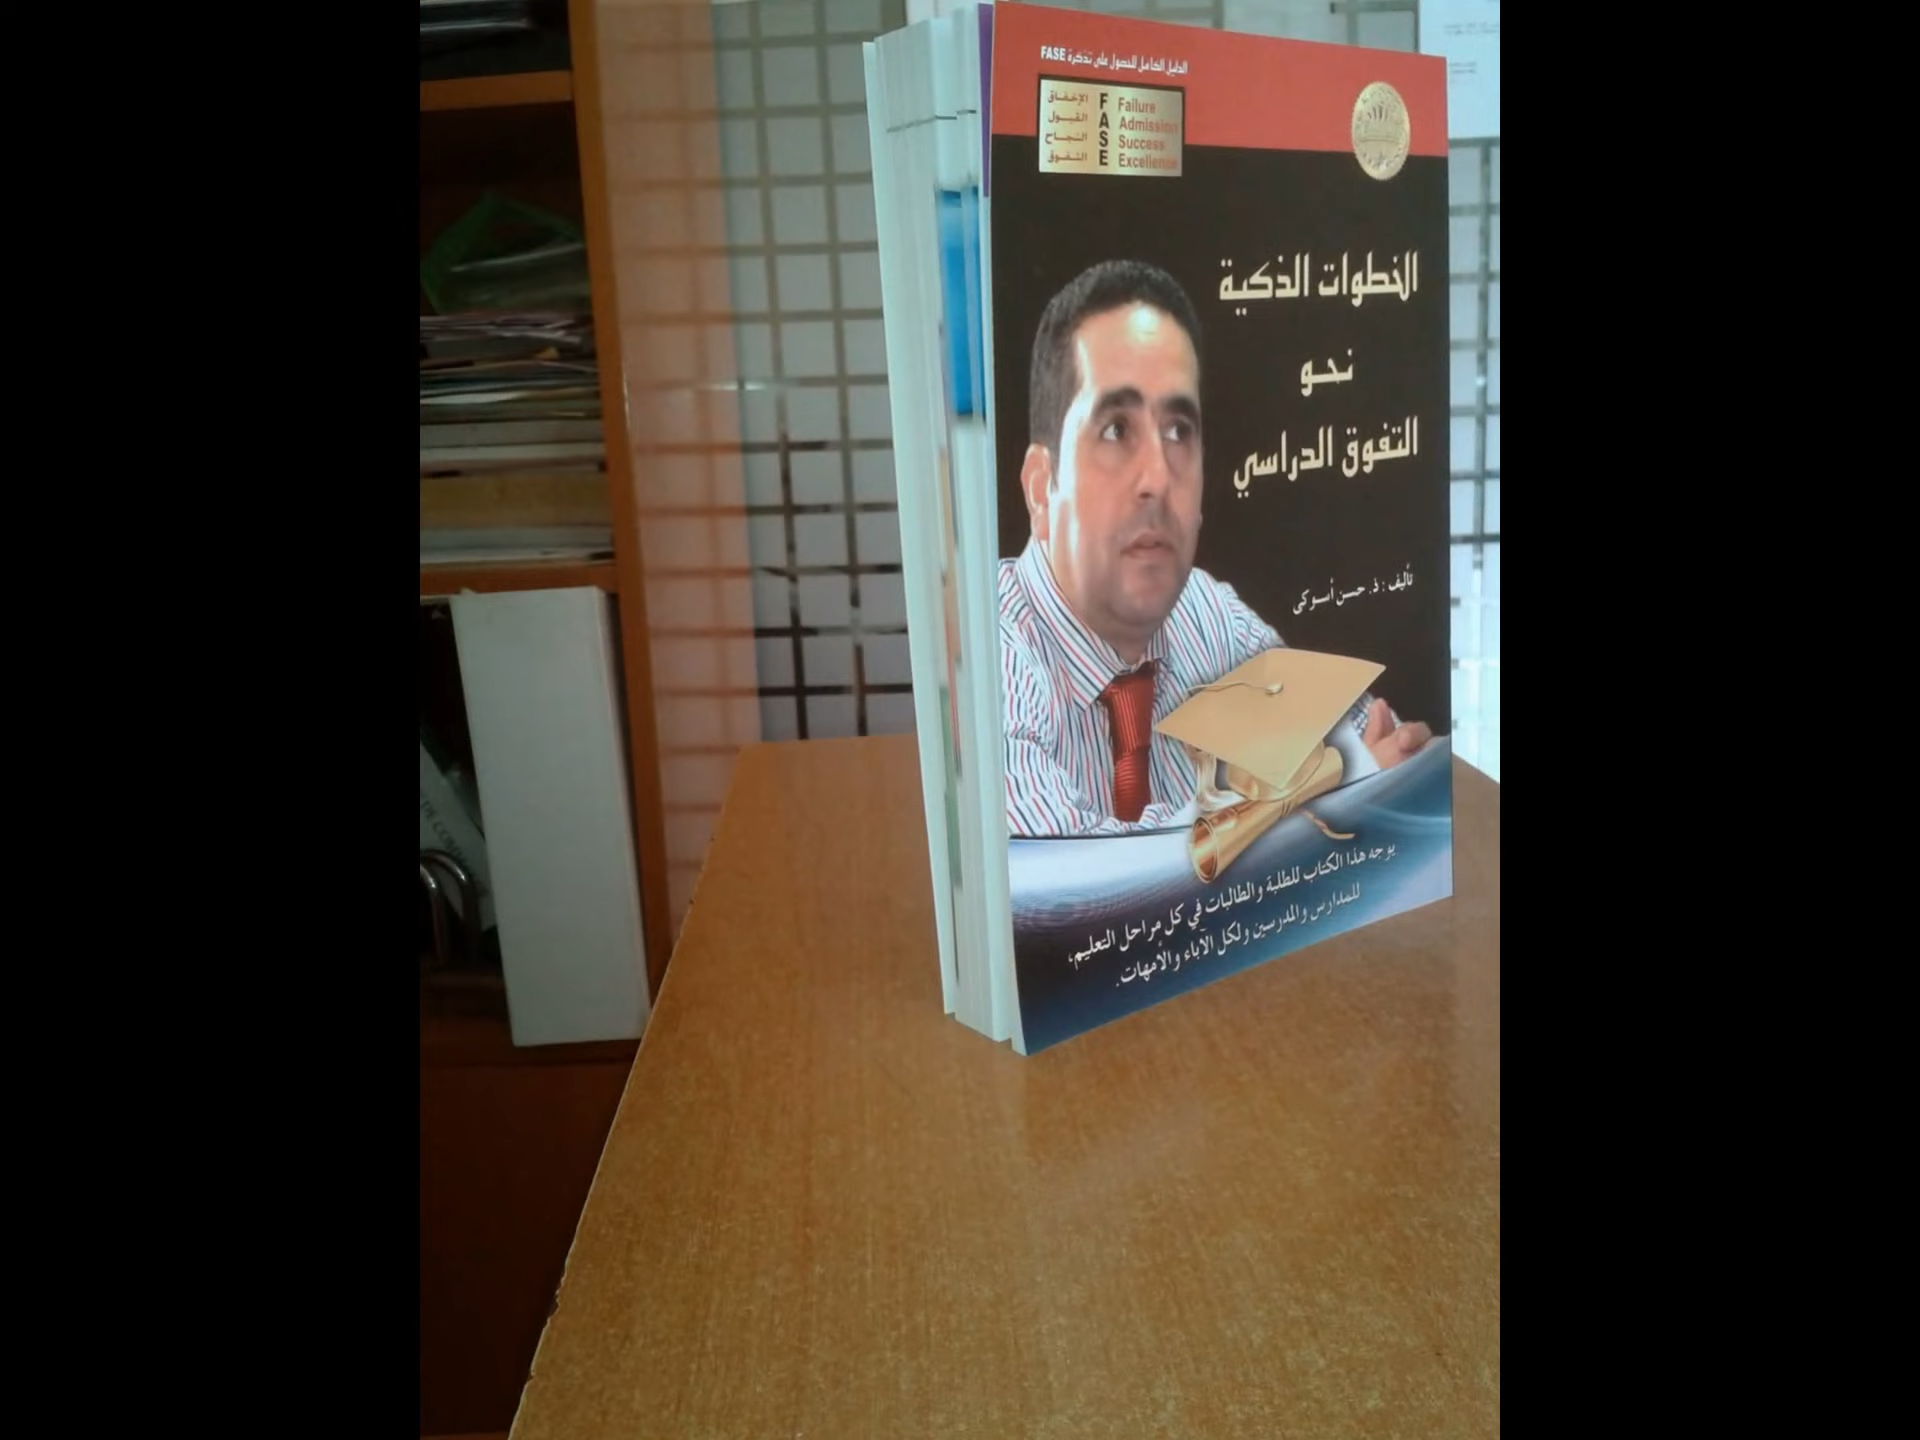 الدليل الكامل للحصول على تذكرة FASE
الإخفاق F Failure
القبول A Admission
النجاح S Success
التفوق E Excellence
الخطوات الذكية
نحو
التفوق الدراسي
تأليف : ذ. حسن أسوكي
يوجه هذا الكتاب للطلبة والطالبات في كل مراحل التعليم،
للمدارس والمدرسين ولكل الآباء والأمهات.